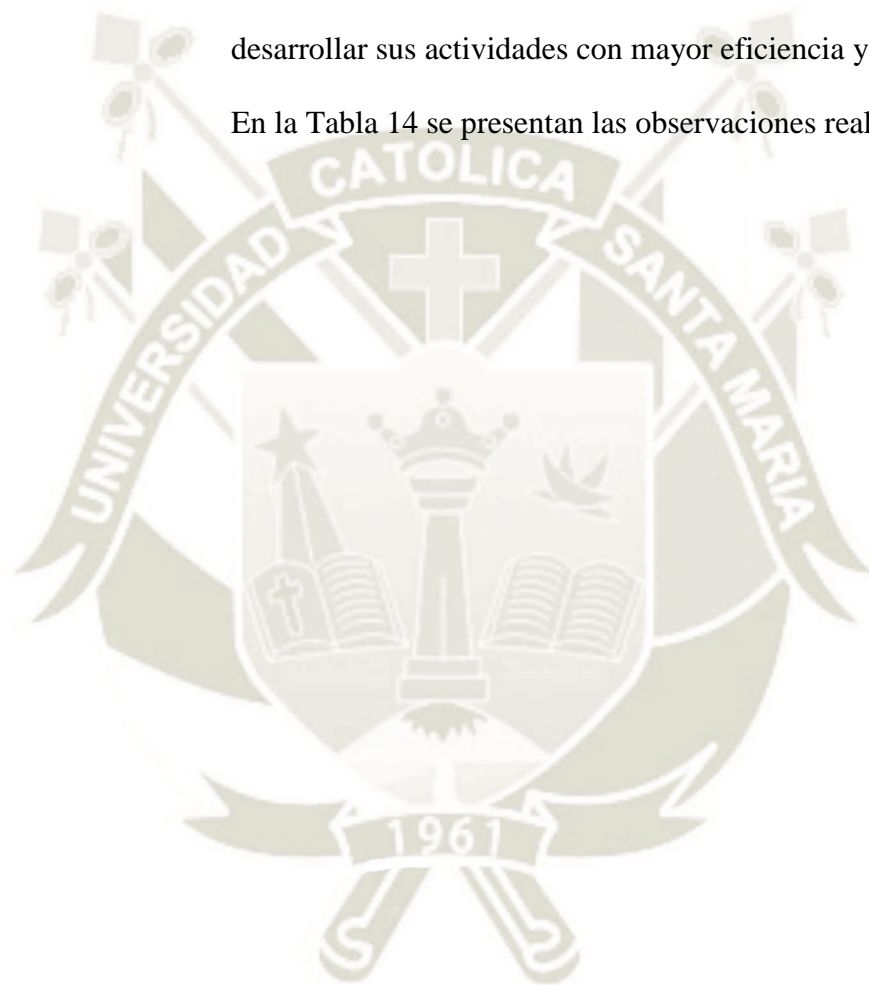 desarrollar sus actividades con mayor eficiencia y
En la Tabla 14 se presentan las observaciones real
CATOLICA
UNIVERSIDAD
SANTA MARIA
1961